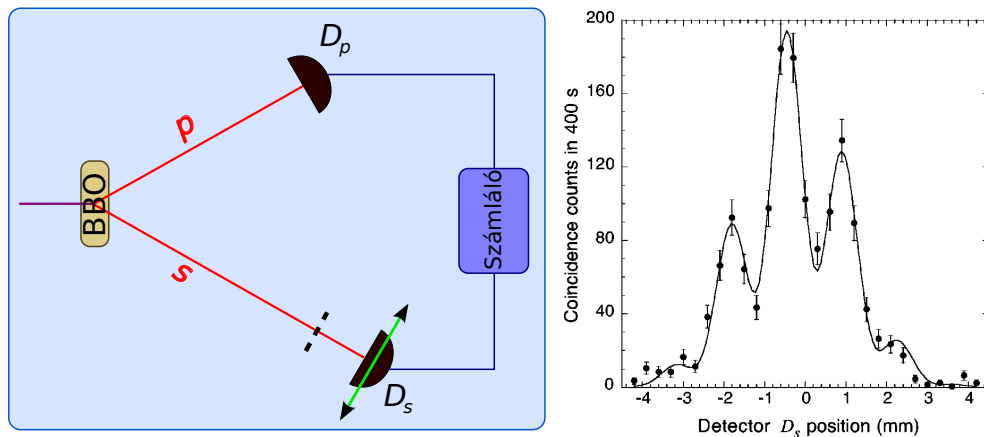 BBO
p
s
D_p
D_s
Számláló
Coincidence counts in 400 s
200
160
120
80
40
0
-4 -3 -2 -1 0 1 2 3 4
Detector D_s position (mm)